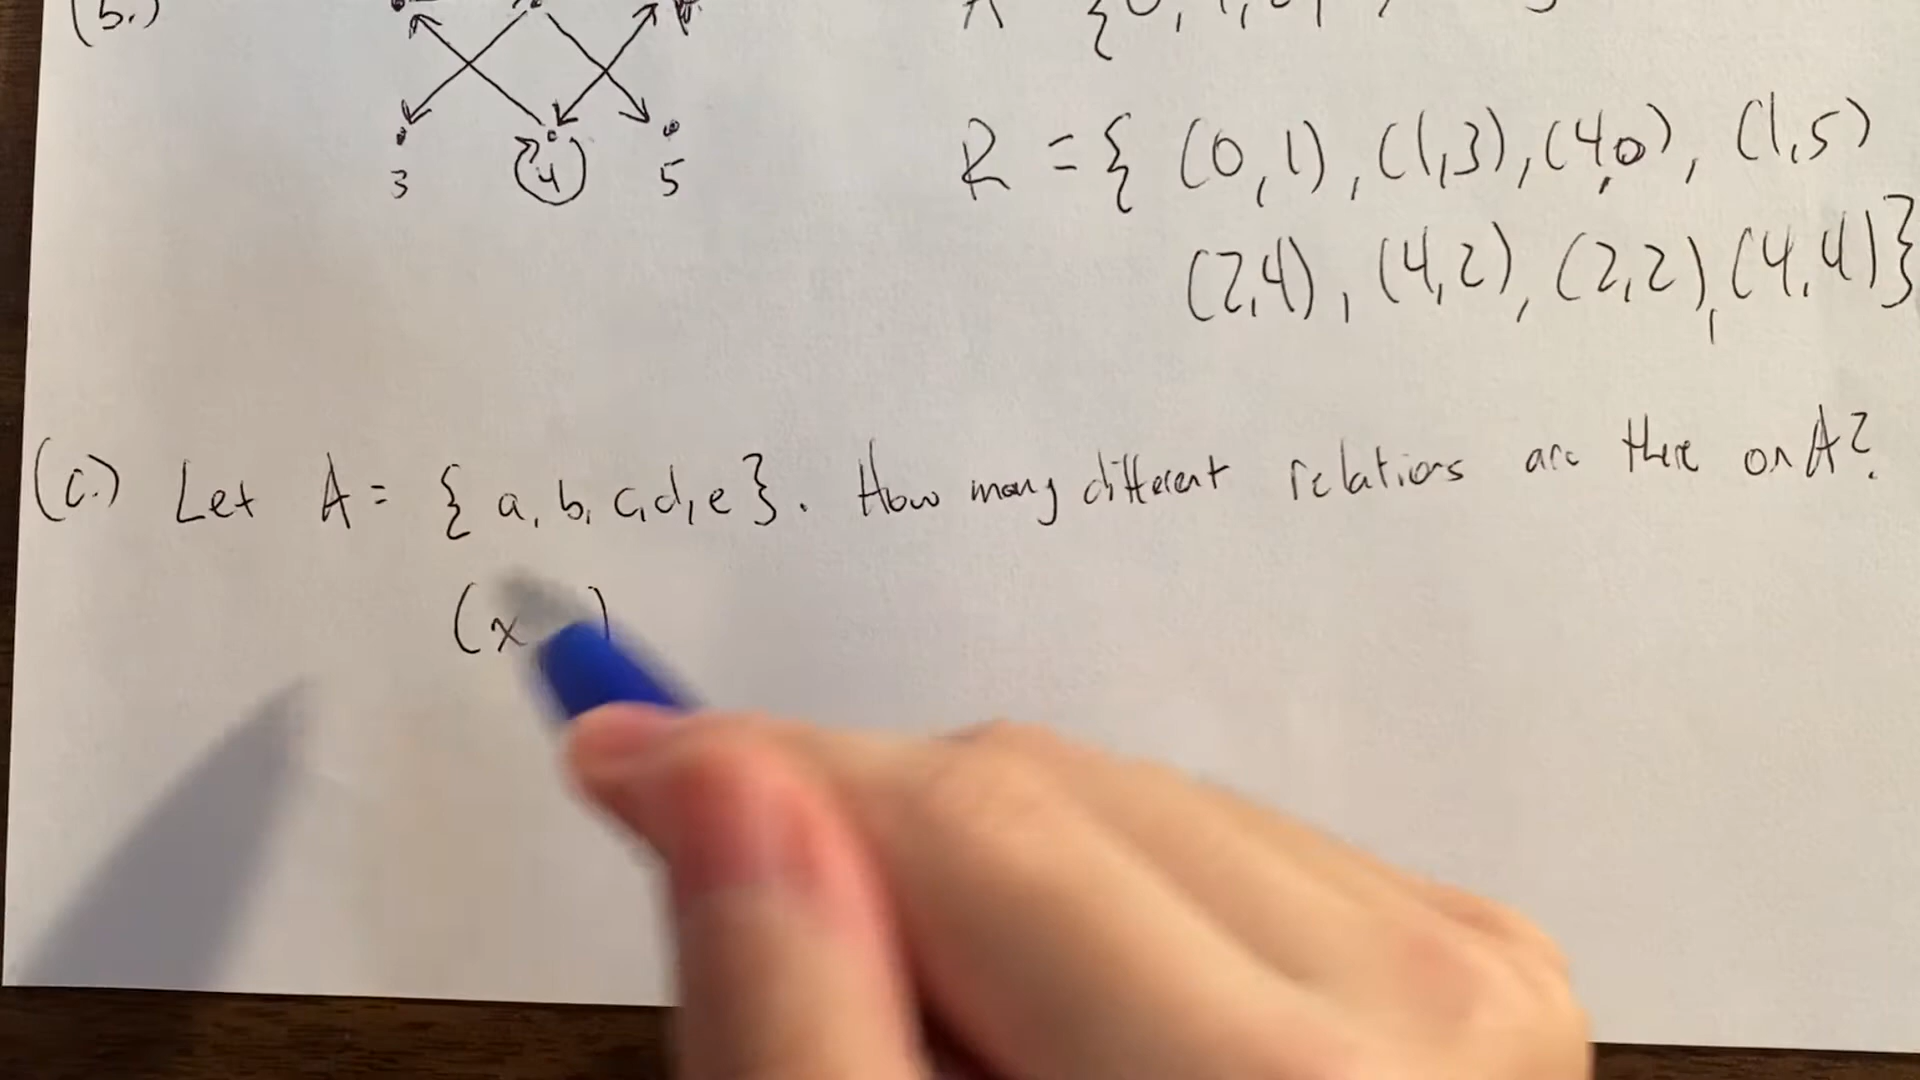 (b.)
3 4 5
R = { (0,1), (1,3), (4,0), (1,5)
(2,4), (4,2), (2,2), (4,4) }
(c.) Let A = { a, b, c, d, e }. How many different relations are there on A?
(x )